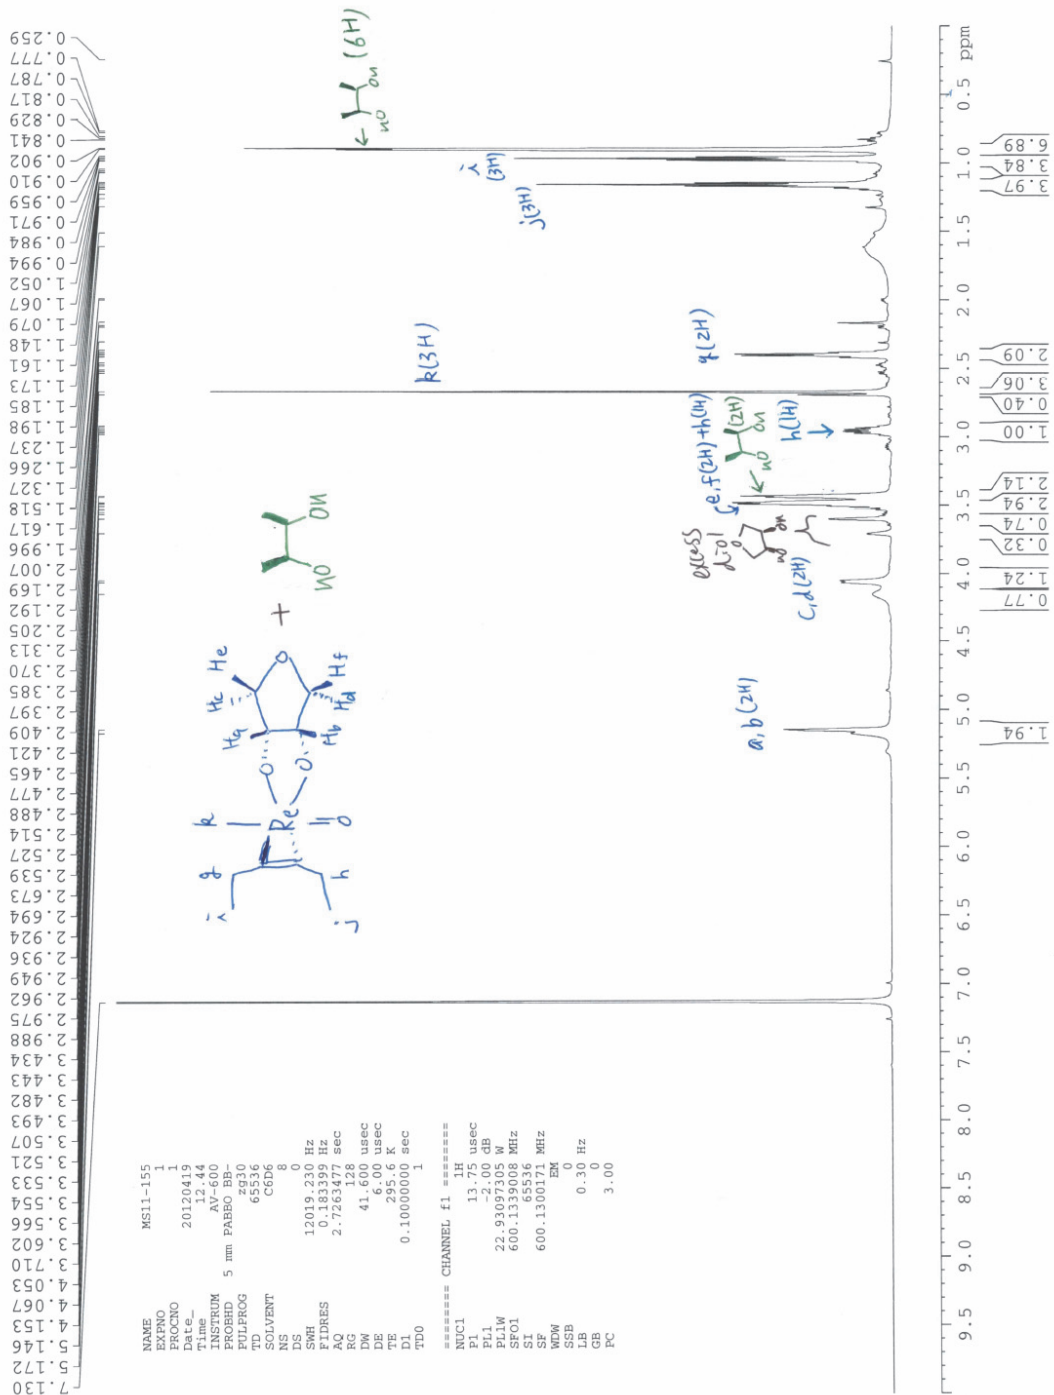 7.130
5.172
5.146
4.153
4.067
4.053
3.710
3.602
3.566
3.554
3.533
3.521
3.507
3.493
3.482
3.443
3.434
2.988
2.975
2.962
2.949
2.936
2.924
2.694
2.673
2.539
2.527
2.514
2.488
2.477
2.465
2.421
2.409
2.397
2.385
2.370
2.313
2.205
2.192
2.169
2.007
1.996
1.617
1.518
1.327
1.266
1.237
1.198
1.185
1.173
1.161
1.148
1.079
1.067
1.052
0.994
0.984
0.971
0.959
0.910
0.902
0.841
0.829
0.817
0.787
0.777
0.259
NAME MS11-155
EXPNO 1
PROCNO 1
Date_ 20120419
Time 12.44
INSTRUM AV-600
PROBHD 5 mm PABBO BB-
PULPROG zg30
TD 65536
SOLVENT C6D6
NS 8
DS 0
SWH 12019.230 Hz
FIDRES 0.183399 Hz
AQ 2.7263477 sec
RG 128
DW 41.600 usec
DE 6.00 usec
TE 295.6 K
D1 0.10000000 sec
TD0 1
======== CHANNEL f1 ========
NUC1 1H
P1 13.75 usec
PL1 -2.00 dB
PL1W 22.93097305 W
SFO1 600.1339008 MHz
SI 65536
SF 600.1300171 MHz
WDW EM
SSB 0
LB 0.30 Hz
GB 0
PC 3.00
i
g
k
Hc
He
Ha
O
O
Re
O
O
Hb
Hd
Hf
h
j
O
+
HO
OH
a,b (2H)
c,d (2H)
excess
diol
O
HO
OH
e,f (2H) + h (1H)
(2H)
HO
OH
h (1H)
k (3H)
g (2H)
j (3H)
i
(3H)
HO
OH (6H)
9.5 9.0 8.5 8.0 7.5 7.0 6.5 6.0 5.5 5.0 4.5 4.0 3.5 3.0 2.5 2.0 1.5 1.0 0.5 ppm
1.94
0.77
1.24
0.32
0.74
2.94
2.14
1.00
0.40
3.06
2.09
3.97
3.84
6.89